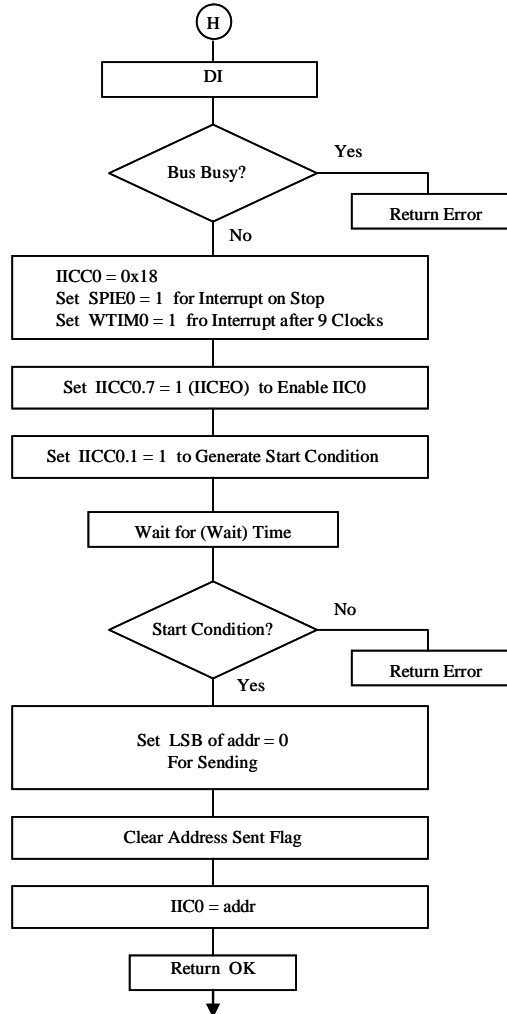 H
DI
Bus Busy?
Yes
Return Error
No
IICC0 = 0x18
Set SPIE0 = 1 for Interrupt on Stop
Set WTIM0 = 1 fro Interrupt after 9 Clocks
Set IICC0.7 = 1 (IICEO) to Enable IIC0
Set IICC0.1 = 1 to Generate Start Condition
Wait for (Wait) Time
Start Condition?
No
Return Error
Yes
Set LSB of addr = 0
For Sending
Clear Address Sent Flag
IIC0 = addr
Return OK